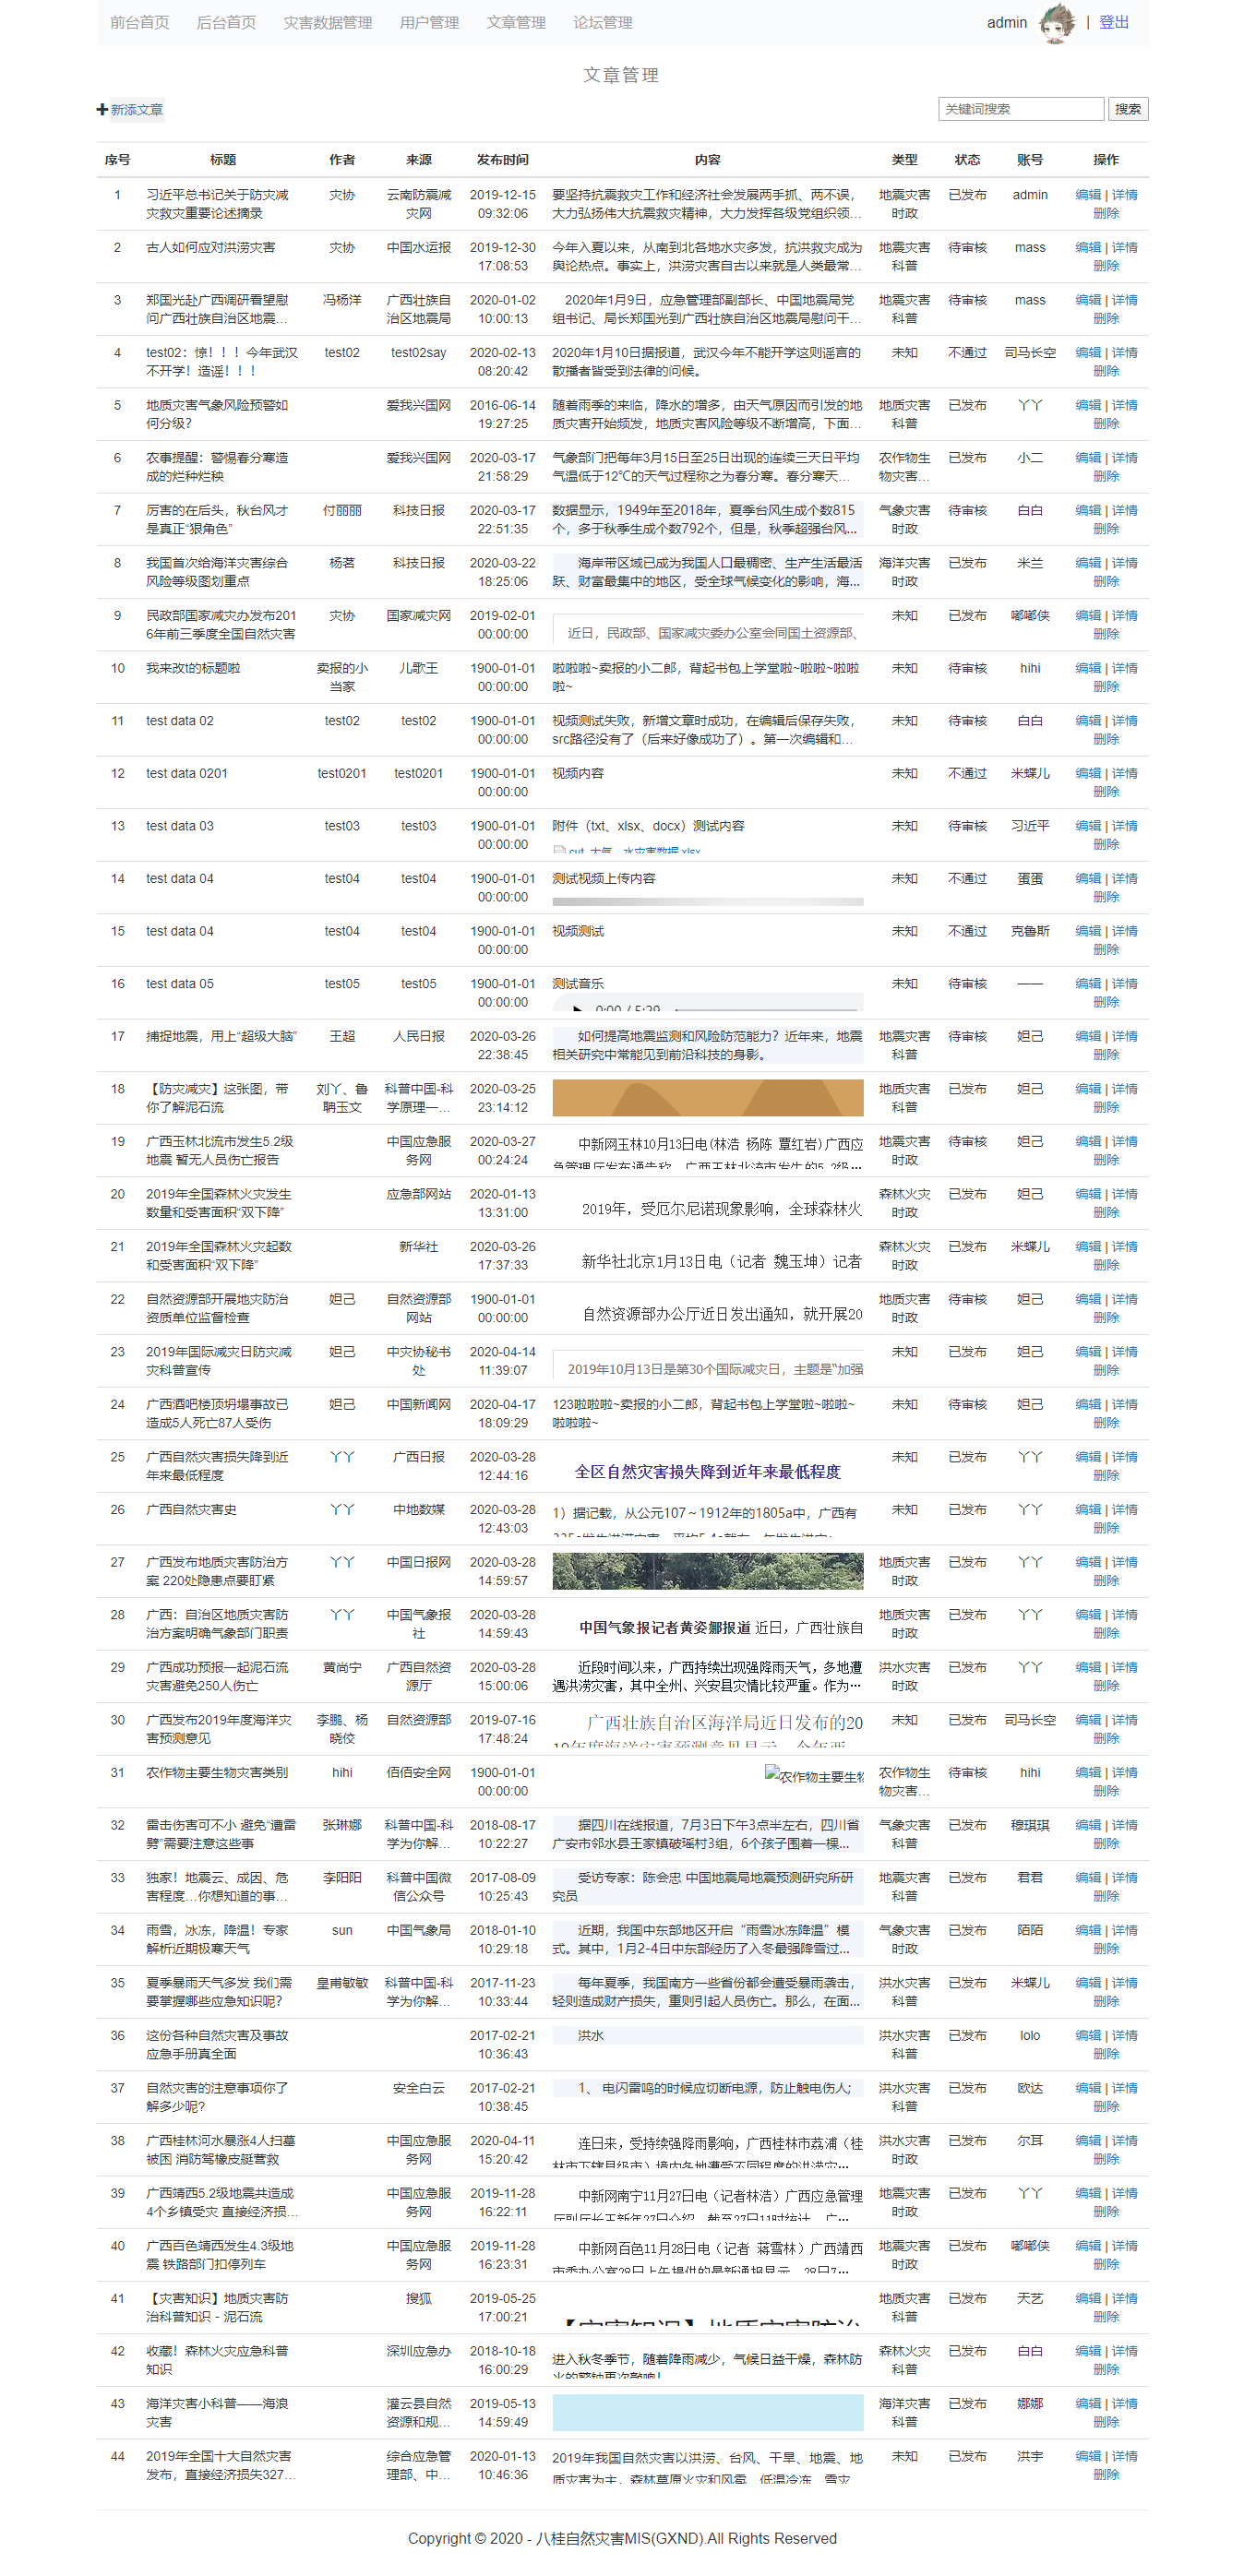 前台首页 后台首页 灾害数据管理 用户管理 文章管理 论坛管理 admin | 登出
文章管理
新添文章 关键词搜索 搜索
序号 标题 作者 来源 发布时间 内容 类型 状态 账号 操作
1 习近平总书记关于防灾减 灾协 云南防震减 2019-12-15 要坚持抗震救灾工作和经济社会发展两手抓、两不误， 地震灾害 已发布 admin 编辑 | 详情
灾救灾重要论述摘录 灾网 09:32:06 大力弘扬伟大抗震救灾精神，大力发挥各级党组织领... 时政 删除
2 古人如何应对洪涝灾害 灾协 中国水运报 2019-12-30 今年入夏以来，从南到北各地水灾多发，抗洪救灾成为 地震灾害 待审核 mass 编辑 | 详情
17:08:53 舆论热点。事实上，洪涝灾害自古以来就是人类最常... 科普 删除
3 郑国光赴广西调研看望慰 冯杨洋 广西壮族自 2020-01-02 2020年1月9日，应急管理部副部长、中国地震局党 地震灾害 待审核 mass 编辑 | 详情
问广西壮族自治区地震... 治区地震局 10:00:13 组书记、局长郑国光到广西壮族自治区地震局慰问干... 科普 删除
4 test02：惊！！！今年武汉 test02 test02say 2020-02-13 2020年1月10日据报道，武汉今年不能开学这则谣言的 未知 不通过 司马长空 编辑 | 详情
不开学！造谣！！！ 08:20:42 散播者皆受到法律的问候。 删除
5 地质灾害气象风险预警如 爱我兴国网 2016-06-14 随着雨季的来临，降水的增多，由天气原因而引发的地 地质灾害 已发布 丫丫 编辑 | 详情
何分级？ 19:27:25 质灾害开始频发，地质灾害风险等级不断增高，下面... 科普 删除
6 农事提醒：警惕春分寒造 爱我兴国网 2020-03-17 气象部门把每年3月15日至25日出现的连续三天日平均 农作物生 已发布 小二 编辑 | 详情
成的烂种烂秧 21:58:29 气温低于12℃的天气过程称之为春分寒。春分寒天... 物灾害... 删除
7 厉害的在后头，秋台风才 付丽丽 科技日报 2020-03-17 数据显示，1949年至2018年，夏季台风生成个数815 气象灾害 待审核 白白 编辑 | 详情
是真正“狠角色” 22:51:35 个，多于秋季生成个数792个，但是，秋季超强台风... 时政 删除
8 我国首次给海洋灾害综合 杨茗 科技日报 2020-03-22 海岸带区域已成为我国人口最稠密、生产生活最活 海洋灾害 已发布 米兰 编辑 | 详情
风险等级图划重点 18:25:06 跃、财富最集中的地区，受全球气候变化的影响，海... 时政 删除
9 民政部国家减灾办发布201 灾协 国家减灾网 2019-02-01 近日，民政部、国家减灾委办公室会同国土资源部、 未知 已发布 嘟嘟侠 编辑 | 详情
6年前三季度全国自然灾害 00:00:00 删除
10 我来改t的标题啦 卖报的小 儿歌王 1900-01-01 啦啦啦~卖报的小二郎，背起书包上学堂啦~啦啦~啦啦 未知 待审核 hihi 编辑 | 详情
当家 00:00:00 啦~ 删除
11 test data 02 test02 test02 1900-01-01 视频测试失败，新增文章时成功，在编辑后保存失败， 未知 待审核 白白 编辑 | 详情
00:00:00 src路径没有了（后来好像成功了）。第一次编辑和... 删除
12 test data 0201 test0201 test0201 1900-01-01 视频内容 未知 不通过 米蝶儿 编辑 | 详情
00:00:00 删除
13 test data 03 test03 test03 1900-01-01 附件（txt、xlsx、docx）测试内容 未知 待审核 习近平 编辑 | 详情
00:00:00 删除
14 test data 04 test04 test04 1900-01-01 测试视频上传内容 未知 不通过 蛋蛋 编辑 | 详情
00:00:00 删除
15 test data 04 test04 test04 1900-01-01 视频测试 未知 不通过 克鲁斯 编辑 | 详情
00:00:00 删除
16 test data 05 test05 test05 1900-01-01 测试音乐 未知 待审核 —— 编辑 | 详情
00:00:00 0:00 / 5:29 删除
17 捕捉地震，用上“超级大脑” 王超 人民日报 2020-03-26 如何提高地震监测和风险防范能力？近年来，地震 地震灾害 待审核 妲己 编辑 | 详情
22:38:45 相关研究中常能见到前沿科技的身影。 科普 删除
18 【防灾减灾】这张图，带 刘丫、鲁 科普中国-科 2020-03-25 地质灾害 已发布 妲己 编辑 | 详情
你了解泥石流 聃玉文 学原理一... 23:14:12 科普 删除
19 广西玉林北流市发生5.2级 中国应急服 2020-03-27 中新网玉林10月13日电(林浩 杨陈 覃红岩)广西应 地震灾害 待审核 妲己 编辑 | 详情
地震 暂无人员伤亡报告 务网 00:24:24 急管理厅发布通告称，广西玉林北流市发生的5.2级... 时政 删除
20 2019年全国森林火灾发生 应急部网站 2020-01-13 2019年，受厄尔尼诺现象影响，全球森林火 森林火灾 已发布 妲己 编辑 | 详情
数量和受害面积“双下降” 13:31:00 时政 删除
21 2019年全国森林火灾起数 新华社 2020-03-26 新华社北京1月13日电（记者 魏玉坤）记者 森林火灾 已发布 米蝶儿 编辑 | 详情
和受害面积“双下降” 17:37:33 时政 删除
22 自然资源部开展地灾防治 妲己 自然资源部 1900-01-01 自然资源部办公厅近日发出通知，就开展20 地质灾害 待审核 妲己 编辑 | 详情
资质单位监督检查 网站 00:00:00 时政 删除
23 2019年国际减灾日防灾减 妲己 中灾协秘书 2020-04-14 2019年10月13日是第30个国际减灾日，主题是“加强 未知 已发布 妲己 编辑 | 详情
灾科普宣传 处 11:39:07 删除
24 广西酒吧楼顶坍塌事故已 妲己 中国新闻网 2020-04-17 123啦啦啦~卖报的小二郎，背起书包上学堂啦~啦啦~ 未知 待审核 妲己 编辑 | 详情
造成5人死亡87人受伤 18:09:29 啦啦啦~ 删除
25 广西自然灾害损失降到近 丫丫 广西日报 2020-03-28 全区自然灾害损失降到近年来最低程度 未知 已发布 丫丫 编辑 | 详情
年来最低程度 12:44:16 删除
26 广西自然灾害史 丫丫 中地数媒 2020-03-28 1）据记载，从公元107～1912年的1805a中，广西有 未知 已发布 丫丫 编辑 | 详情
12:43:03 删除
27 广西发布地质灾害防治方 丫丫 中国日报网 2020-03-28 地质灾害 已发布 丫丫 编辑 | 详情
案 220处隐患点要盯紧 14:59:57 时政 删除
28 广西：自治区地质灾害防 丫丫 中国气象报 2020-03-28 中国气象报记者黄姿娜报道 近日，广西壮族自 地质灾害 已发布 丫丫 编辑 | 详情
治方案明确气象部门职责 社 14:59:43 时政 删除
29 广西成功预报一起泥石流 黄尚宁 广西自然资 2020-03-28 近段时间以来，广西持续出现强降雨天气，多地遭 洪水灾害 已发布 丫丫 编辑 | 详情
灾害避免250人伤亡 源厅 15:00:06 遇洪涝灾害，其中全州、兴安县灾情比较严重。作为... 时政 删除
30 广西发布2019年度海洋灾 李鹏、杨 自然资源部 2019-07-16 广西壮族自治区海洋局近日发布的20 未知 已发布 司马长空 编辑 | 详情
害预测意见 晓佼 17:48:24 删除
31 农作物主要生物灾害类别 hihi 佰佰安全网 1900-01-01 农作物主要生物 农作物生 待审核 hihi 编辑 | 详情
00:00:00 物灾害... 删除
32 雷击伤害可不小 避免“遭雷 张琳娜 科普中国-科 2018-08-17 据四川在线报道，7月3日下午3点半左右，四川省 气象灾害 已发布 穆琪琪 编辑 | 详情
劈”需要注意这些事 学为你解... 10:22:27 广安市邻水县王家镇破瑶村3组，6个孩子围着一棵... 科普 删除
33 独家！地震云、成因、危 李阳阳 科普中国微 2017-08-09 受访专家：陈会忠 中国地震局地震预测研究所研 地震灾害 已发布 君君 编辑 | 详情
害程度...你想知道的事... 信公众号 10:25:43 究员 科普 删除
34 雨雪，冰冻，降温！专家 sun 中国气象局 2018-01-10 近期，我国中东部地区开启“雨雪冰冻降温”模 气象灾害 已发布 陌陌 编辑 | 详情
解析近期极寒天气 10:29:18 式。其中，1月2-4日中东部经历了入冬最强降雪过... 时政 删除
35 夏季暴雨天气多发 我们需 皇甫敏敏 科普中国-科 2017-11-23 每年夏季，我国南方一些省份都会遭受暴雨袭击， 洪水灾害 已发布 米蝶儿 编辑 | 详情
要掌握哪些应急知识呢？ 学为你解... 10:33:44 轻则造成财产损失，重则引起人员伤亡。那么，在面... 科普 删除
36 这份各种自然灾害及事故 2017-02-21 洪水 洪水灾害 已发布 lolo 编辑 | 详情
应急手册真全面 10:36:43 科普 删除
37 自然灾害的注意事项你了 安全白云 2017-02-21 1、 电闪雷鸣的时候应切断电源，防止触电伤人; 洪水灾害 已发布 欧达 编辑 | 详情
解多少呢？ 10:38:45 科普 删除
38 广西桂林河水暴涨4人扫墓 中国应急服 2020-04-11 连日来，受持续强降雨影响，广西桂林市荔浦（桂 洪水灾害 已发布 尔耳 编辑 | 详情
被困 消防驾橡皮艇营救 务网 15:20:42 林市下辖县级市）境内多地遭受不同程度的洪涝灾... 时政 删除
39 广西靖西5.2级地震共造成 中国应急服 2019-11-28 中新网南宁11月27日电（记者林浩）广西应急管理 地震灾害 已发布 丫丫 编辑 | 详情
4个乡镇受灾 直接经济损... 务网 16:22:11 时政 删除
40 广西百色靖西发生4.3级地 中国应急服 2019-11-28 中新网百色11月28日电（记者 蒋雪林）广西靖西 地震灾害 已发布 嘟嘟侠 编辑 | 详情
震 铁路部门扣停列车 务网 16:23:31 时政 删除
41 【灾害知识】地质灾害防 搜狐 2019-05-25 地质灾害 已发布 天艺 编辑 | 详情
治科普知识 - 泥石流 17:00:21 【灾害知识】地质灾害防治 科普 删除
42 收藏！森林火灾应急科普 深圳应急办 2018-10-18 进入秋冬季节，随着降雨减少，气候日益干燥，森林防 森林火灾 已发布 白白 编辑 | 详情
知识 16:00:29 火的警钟再次敲响！ 科普 删除
43 海洋灾害小科普——海浪 灌云县自然 2019-05-13 海洋灾害 已发布 娜娜 编辑 | 详情
灾害 资源和规... 14:59:49 科普 删除
44 2019年全国十大自然灾害 综合应急管 2020-01-13 2019年我国自然灾害以洪涝、台风、干旱、地震、地 未知 已发布 洪宇 编辑 | 详情
发布，直接经济损失327... 理部、中... 10:46:36 质灾害为主，森林草原火灾和风雹、低温冷冻、雪灾 删除
Copyright © 2020 - 八桂自然灾害MIS(GXND).All Rights Reserved